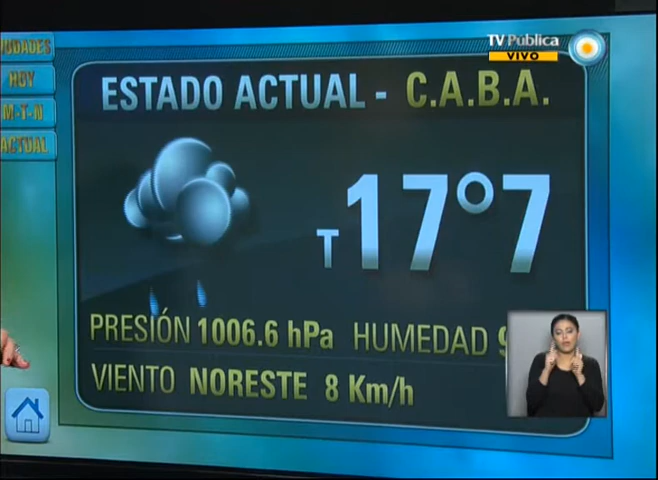 TV Pública
VIVO
HOY
M-T-N
ACTUAL
ESTADO ACTUAL - C.A.B.A.
T 17°7
PRESIÓN 1006.6 hPa HUMEDAD
VIENTO NORESTE 8 Km/h